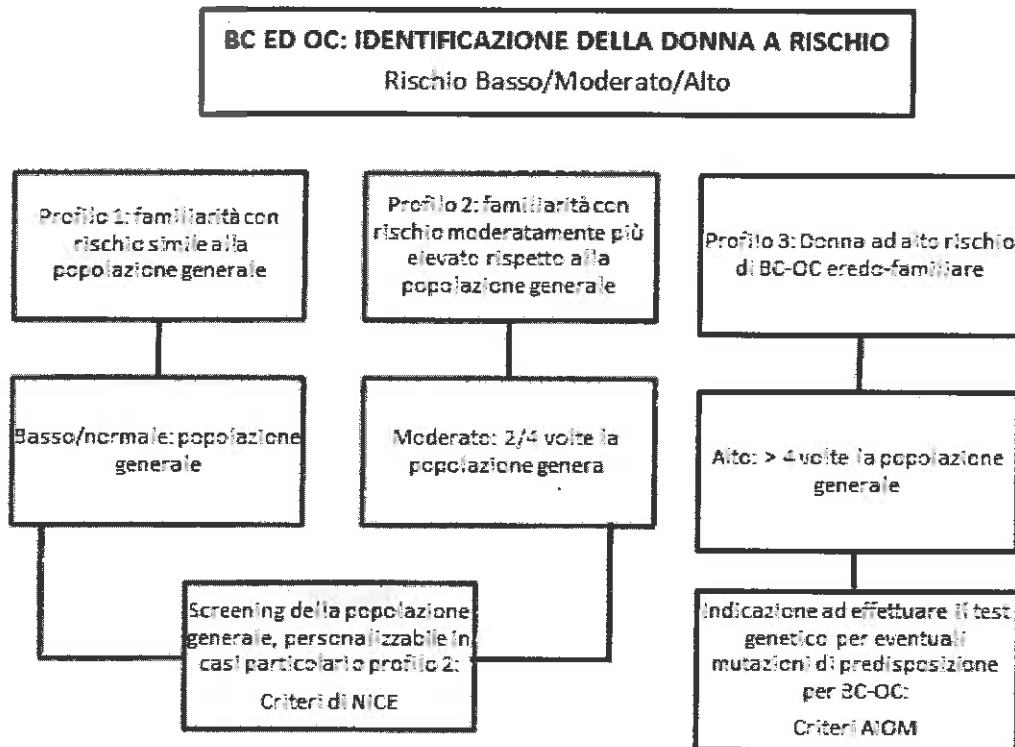 BC ED OC: IDENTIFICAZIONE DELLA DONNA A RISCHIO
Rischio Basso/Moderato/Alto
Profilo 1: familiarità con
rischio simile alla
popolazione generale
Profilo 2: familiarità con
rischio moderatamente più
elevato rispetto alla
popolazione generale
Profilo 3: Donna ad alto rischio
di BC-OC eredo-familiare
Basso/normale: popolazione
generale
Moderato: 2/4 volte la
popolazione genera
Alto: > 4 volte la popolazione
generale
Screening della popolazione
generale, personalizzabile in
casi particolari o profilo 2:
Criteri di NICE
Indicazione ad effettuare il test
genetico per eventuali
mutazioni di predisposizione
per BC-OC:
Criteri AIOM